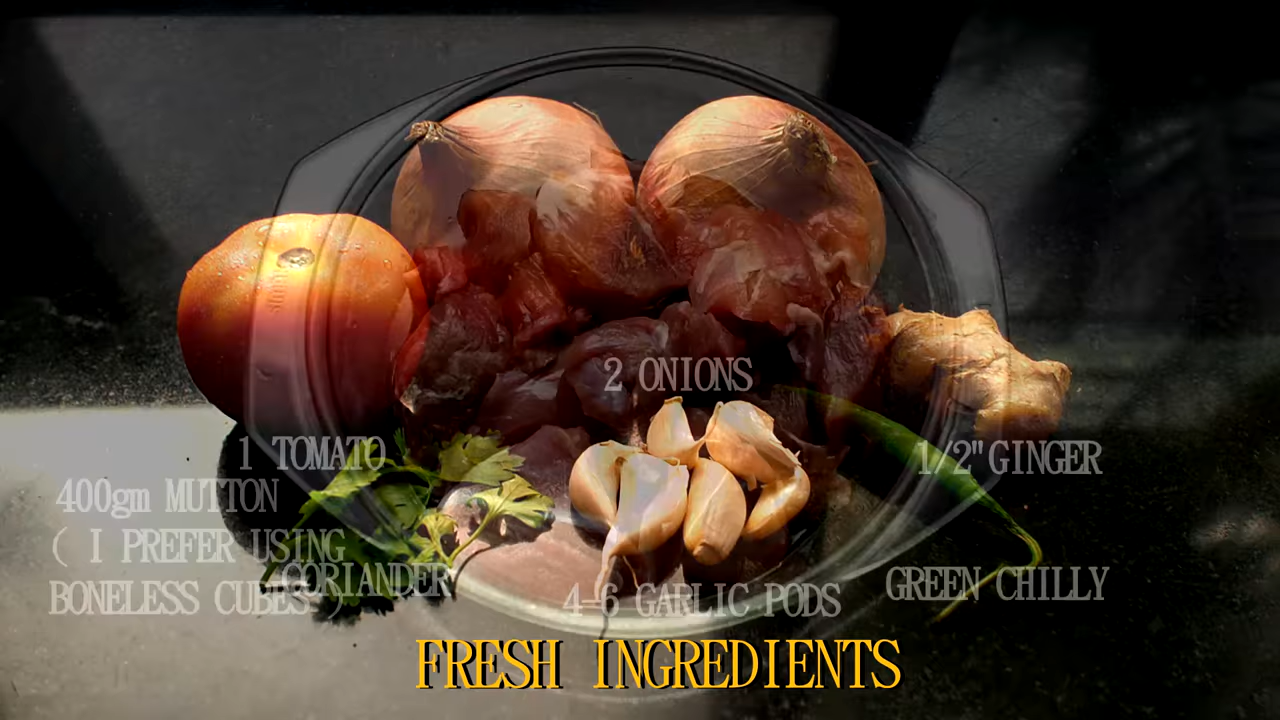 2 ONIONS
1 TOMATO
1/2" GINGER
400gm MUTTON
( I PREFER USING
BONELESS CUBES )
CORIANDER
4-6 GARLIC PODS
GREEN CHILLY
FRESH INGREDIENTS